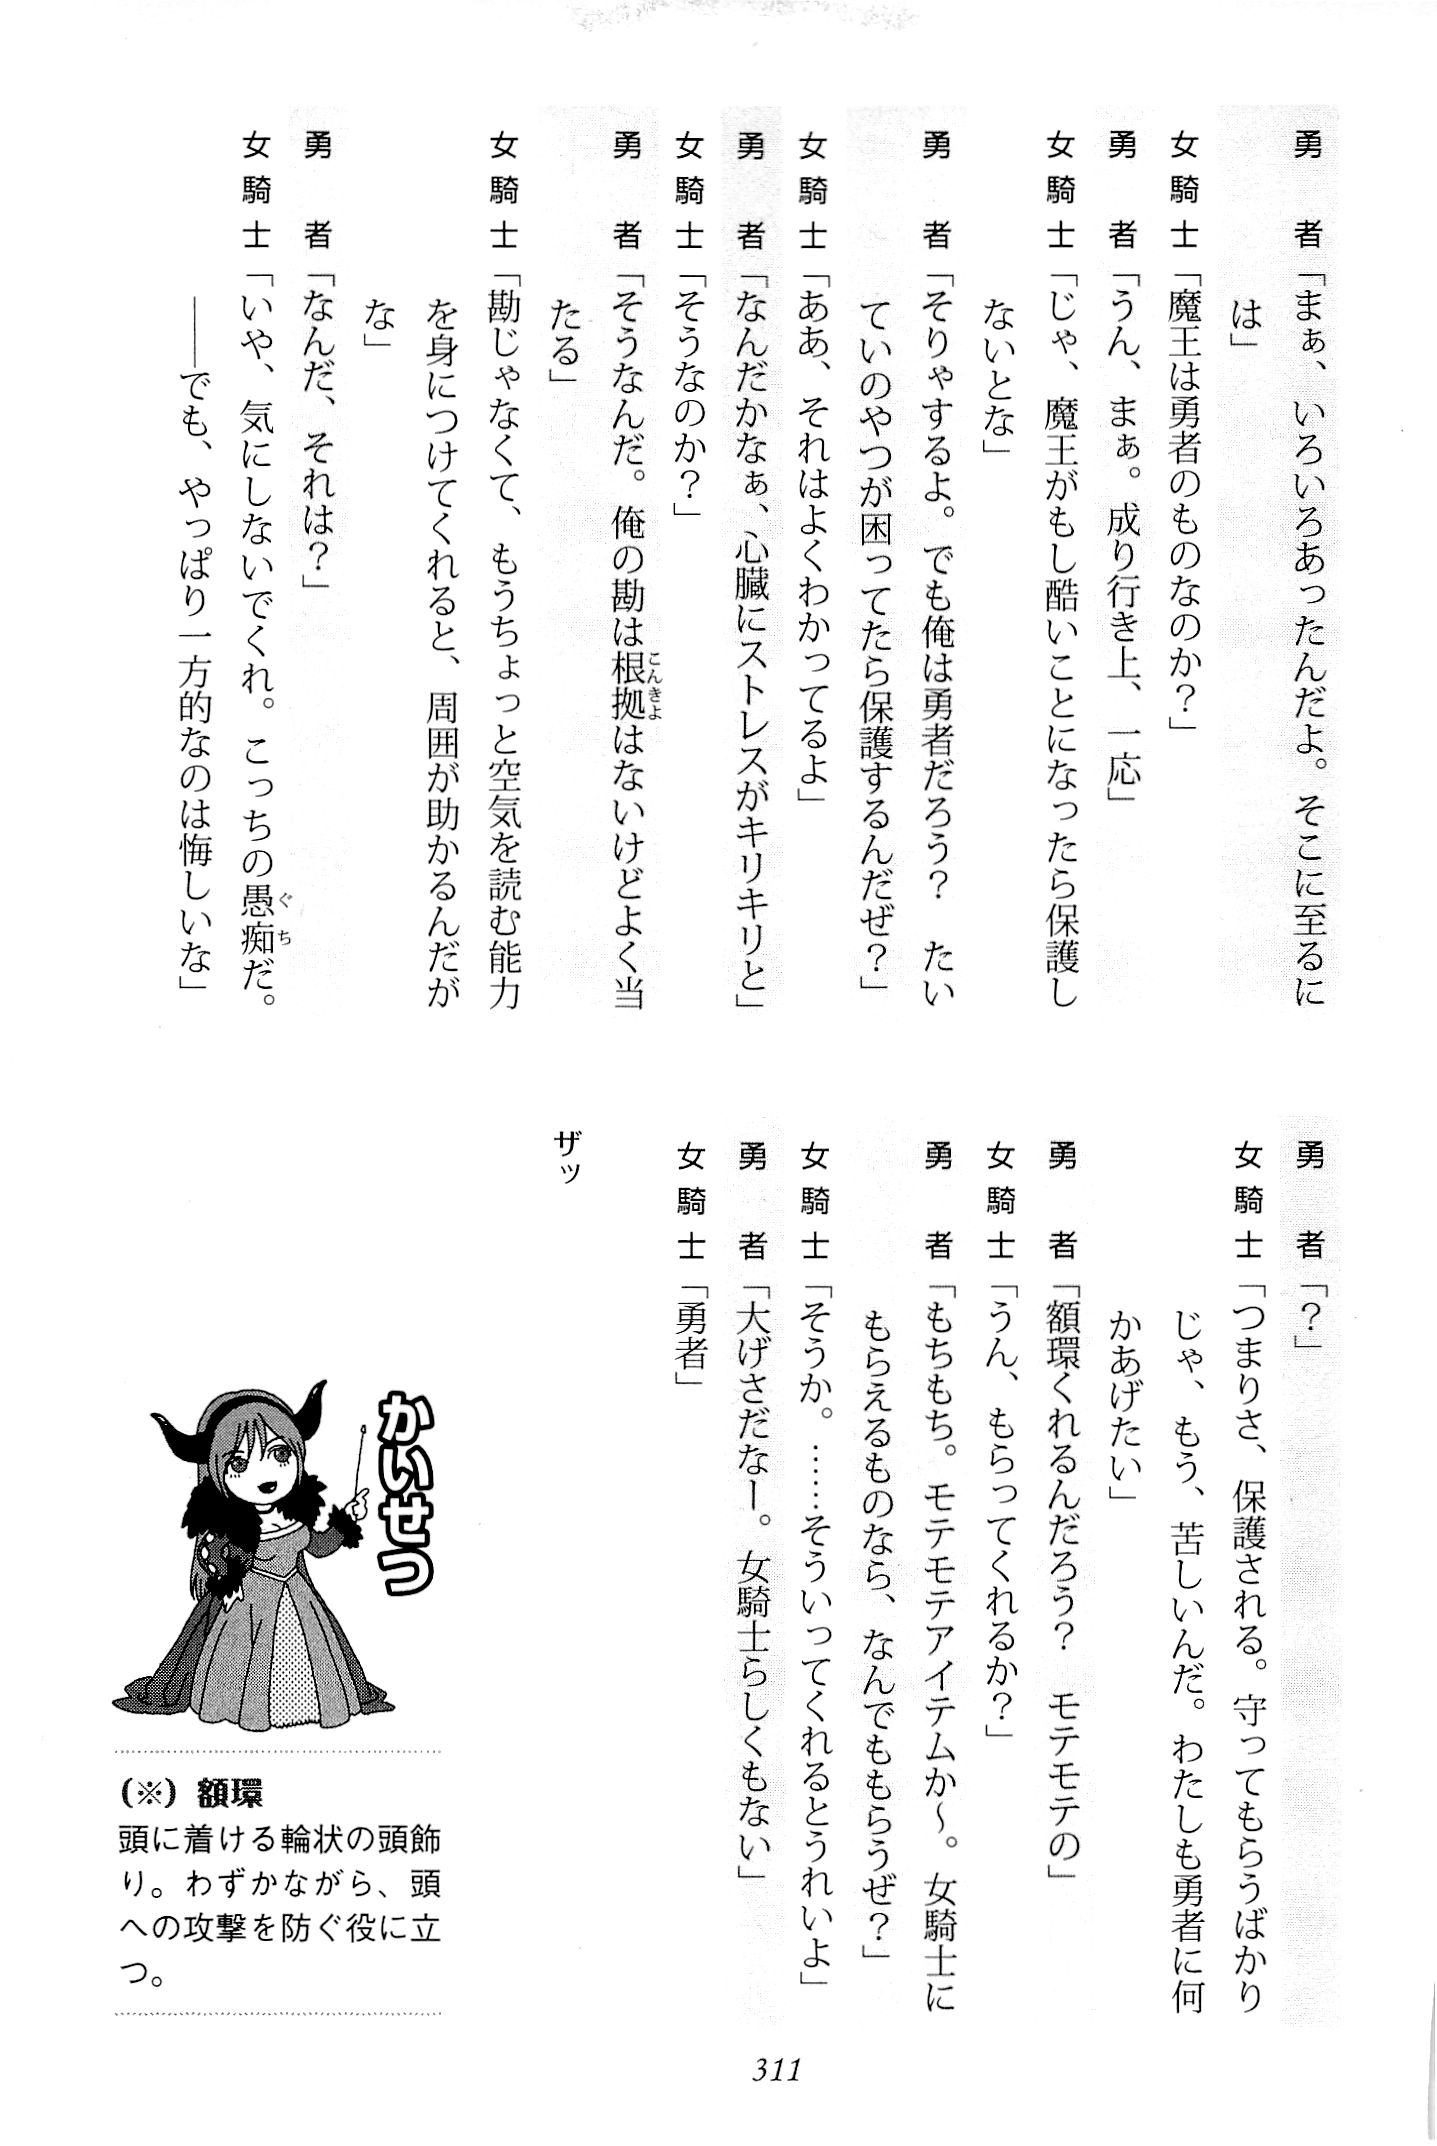 勇　者「まぁ、いろいろあったんだよ。そこに至るに
は」
女騎士「魔王は勇者のものなのか？」
勇　者「うん、まぁ。成り行き上、一応」
女騎士「じゃ、魔王がもし酷いことになったら保護し
ないとな」
勇　者「そりゃするよ。でも俺は勇者だろう？　たい
ていのやつが困ってたら保護するんだぜ？」
女騎士「ああ、それはよくわかってるよ」
勇　者「なんだかなぁ、心臓にストレスがキリキリと」
女騎士「そうなのか？」
勇　者「そうなんだ。俺の勘は根拠はないけどよく当
たる」
女騎士「勘じゃなくて、もうちょっと空気を読む能力
を身につけてくれると、周囲が助かるんだが
な」
勇　者「なんだ、それは？」
女騎士「いや、気にしないでくれ。こっちの愚痴だ。
――でも、やっぱり一方的なのは悔しいな」
勇　者「？」
女騎士「つまりさ、保護される。守ってもらうばかり
じゃ、もう、苦しいんだ。わたしも勇者に何
かあげたい」
勇　者「額環くれるんだろう？　モテモテの」
女騎士「うん、もらってくれるか？」
勇　者「もちもち。モテモテアイテムか～。女騎士に
もらえるものなら、なんでももらうぜ？」
女騎士「そうか。……そういってくれるとうれいよ」
勇　者「大げさだなー。女騎士らしくもない」
女騎士「勇者」
ザッ
かいせつ
（※）額環
頭に着ける輪状の頭飾
り。わずかながら、頭
への攻撃を防ぐ役に立
つ。
311